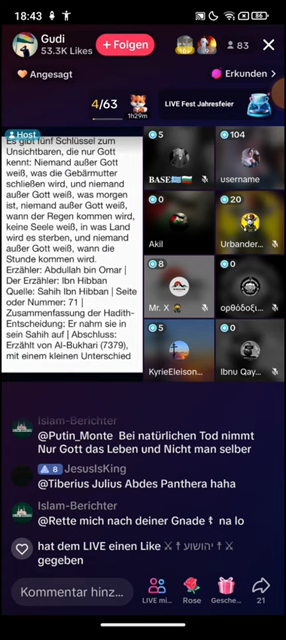 18:43
86
Gudi
53.3K Likes
+ Folgen
83
Angesagt
Erkunden >
4/63
1h29m
LIVE Fest Jahresfeier
Host
Es gibt fünf Schlüssel zum
Unsichtbaren, die nur Gott
kennt: Niemand außer Gott
weiß, was die Gebärmutter
schließen wird, und niemand
außer Gott weiß, was morgen
ist, niemand außer Gott weiß,
wann der Regen kommen wird,
keine Seele weiß, in was Land
wird es sterben, und niemand
außer Gott weiß, wann die
Stunde kommen wird.
Erzähler: Abdullah bin Omar |
Der Erzähler: Ibn Hibban
Quelle: Sahih Ibn Hibban | Seite
oder Nummer: 71 |
Zusammenfassung der Hadith-
Entscheidung: Er nahm sie in
sein Sahih auf | Abschluss:
Erzählt von Al-Bukhari (7379),
mit einem kleinen Unterschied
5
BASE
104
username
0
Akil
20
Urbander...
8
Mr. X
0
ορθόδοξι...
5
KyrieEleison...
0
Ibnu Qay...
Islam-Berichter
@Putin_Monte Bei natürlichen Tod nimmt
Nur Gott das Leben und Nicht man selber
8 JesusIsKing
@Tiberius Julius Abdes Panthera haha
Islam-Berichter
@Rette mich nach deiner Gnade ☦ na lo
⚔ † יהושוע † ⚔ hat dem LIVE einen Like
gegeben
Kommentar hinz...
LIVE mi...
Rose
Gesche...
21